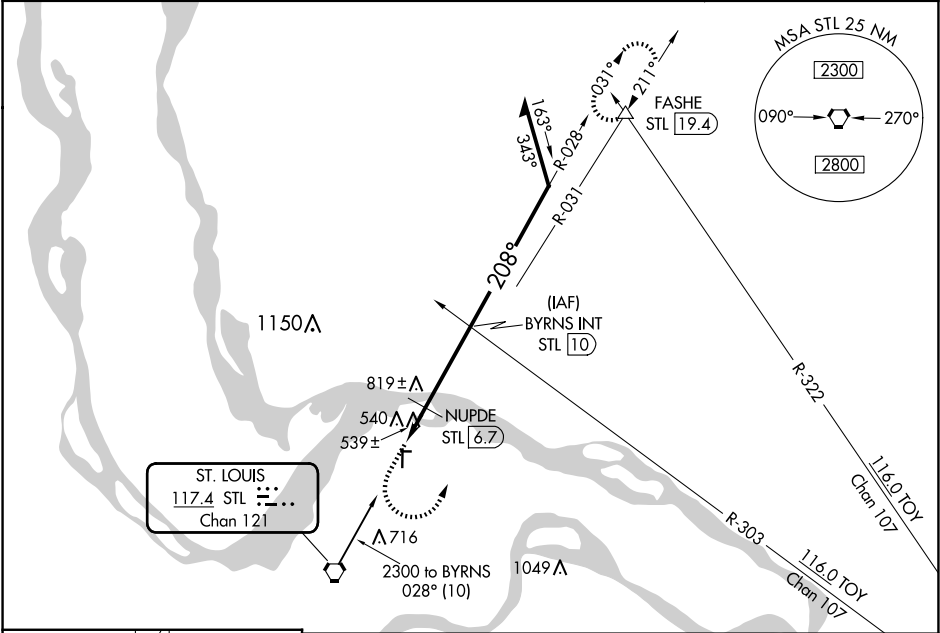 MSA STL 25 NM
2300
090°
270°
2800
031°
211°
FASHE
STL 19.4
163°
343°
R-028
R-031
208°
(IAF)
BYRNS INT
STL 10
1150
R-322
819±
540
NUPDE
STL 6.7
539±
ST. LOUIS
117.4 STL
Chan 121
116.0 TOY
Chan 107
R-303
716
2300 to BYRNS
028° (10)
1049
116.0 TOY
Chan 107